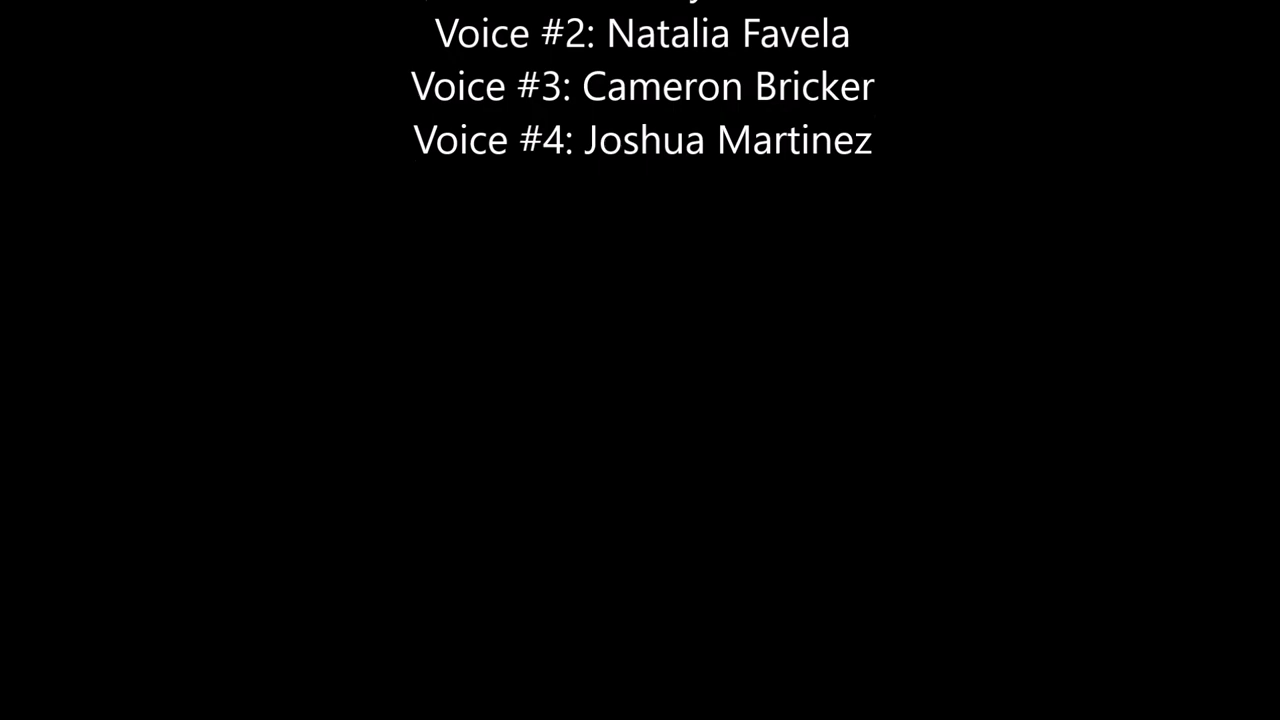 Voice #2: Natalia Favela
Voice #3: Cameron Bricker
Voice #4: Joshua Martinez